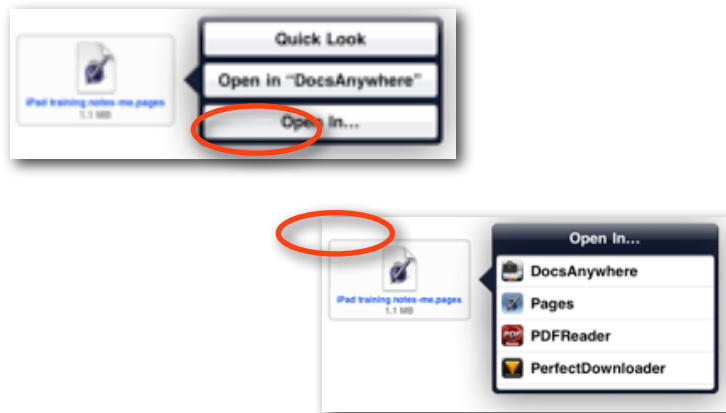 Quick Look
Open in “DocsAnywhere”
Open In...
iPad training notes-me.pages
1.1 MB
Open In...
DocsAnywhere
Pages
PDFReader
PerfectDownloader
iPad training notes-me.pages
1.1 MB